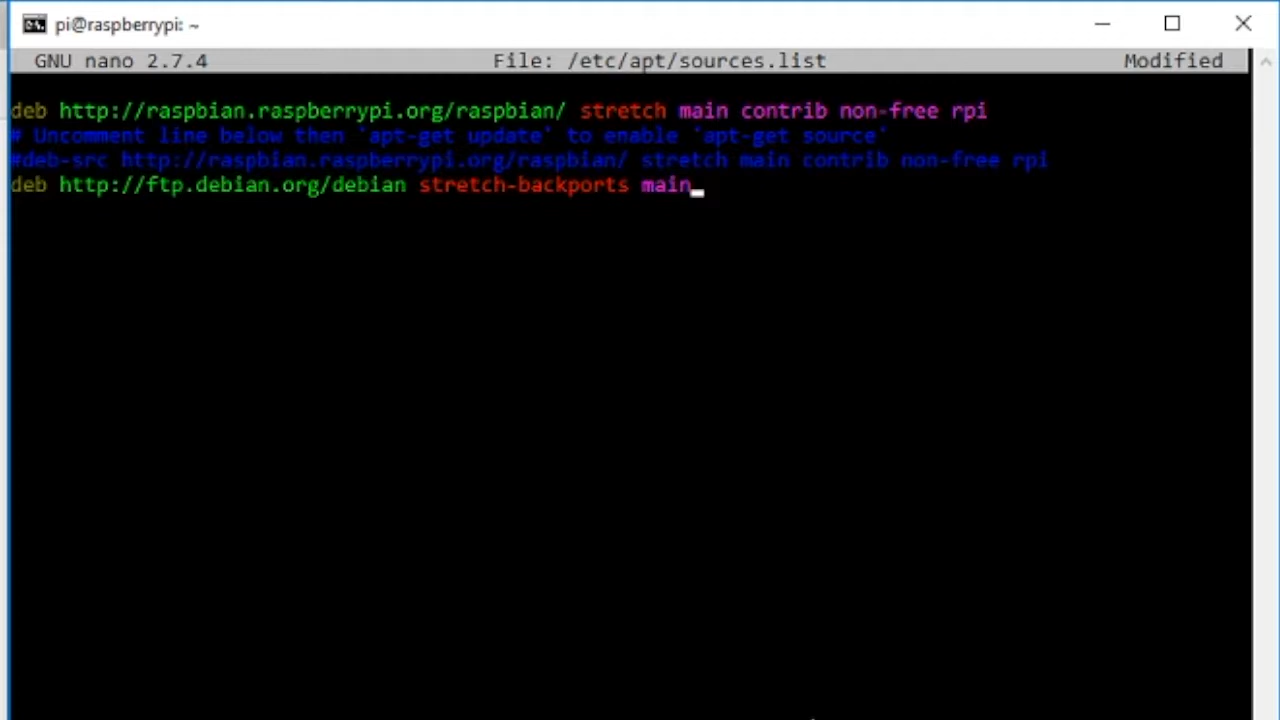 pi@raspberrypi: ~
GNU nano 2.7.4 File: /etc/apt/sources.list Modified
deb http://raspbian.raspberrypi.org/raspbian/ stretch main contrib non-free rpi
# Uncomment line below then 'apt-get update' to enable 'apt-get source'
#deb-src http://raspbian.raspberrypi.org/raspbian/ stretch main contrib non-free rpi
deb http://ftp.debian.org/debian stretch-backports main